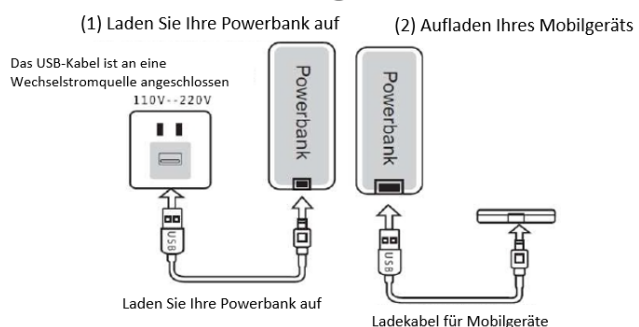 (1) Laden Sie Ihre Powerbank auf
(2) Aufladen Ihres Mobilgeräts
Das USB-Kabel ist an eine
Wechselstromquelle angeschlossen
110V--220V
Powerbank
Powerbank
USB
USB
Laden Sie Ihre Powerbank auf
Ladekabel für Mobilgeräte